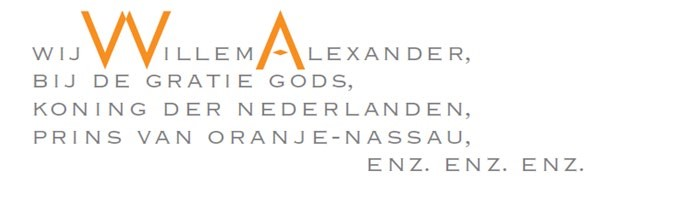 WIJ WILLEM ALEXANDER,
BIJ DE GRATIE GODS,
KONING DER NEDERLANDEN,
PRINS VAN ORANJE-NASSAU,
ENZ. ENZ. ENZ.